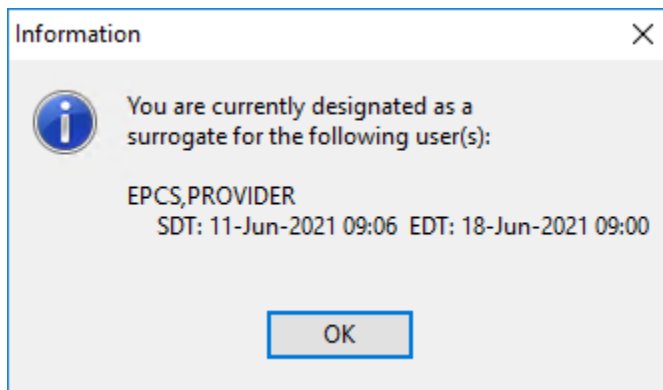 Information
You are currently designated as a
surrogate for the following user(s):
EPCS,PROVIDER
SDT: 11-Jun-2021 09:06 EDT: 18-Jun-2021 09:00
OK